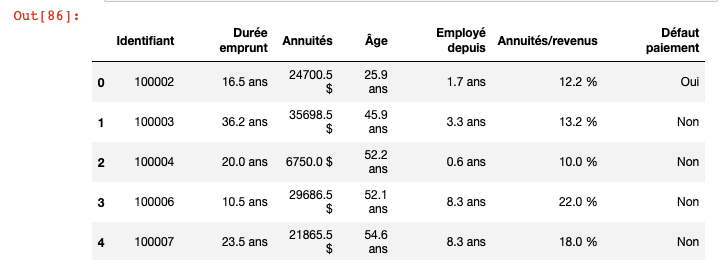 Out[86]:
Identifiant Durée emprunt Annuités Âge Employé depuis Annuités/revenus Défaut paiement
0 100002 16.5 ans 24700.5 $ 25.9 ans 1.7 ans 12.2 % Oui
1 100003 36.2 ans 35698.5 $ 45.9 ans 3.3 ans 13.2 % Non
2 100004 20.0 ans 6750.0 $ 52.2 ans 0.6 ans 10.0 % Non
3 100006 10.5 ans 29686.5 $ 52.1 ans 8.3 ans 22.0 % Non
4 100007 23.5 ans 21865.5 $ 54.6 ans 8.3 ans 18.0 % Non